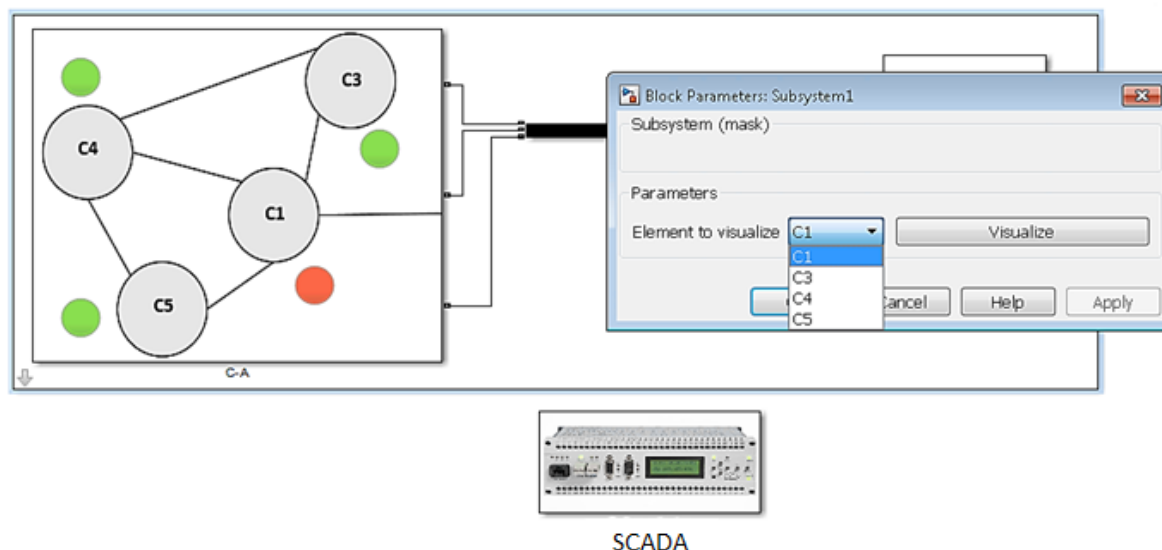 C3
C4
C1
C5
C-A
Block Parameters: Subsystem1
Subsystem (mask)
Parameters
Element to visualize C1 Visualize
C1
C3
C4
C5
Cancel Help Apply
SCADA